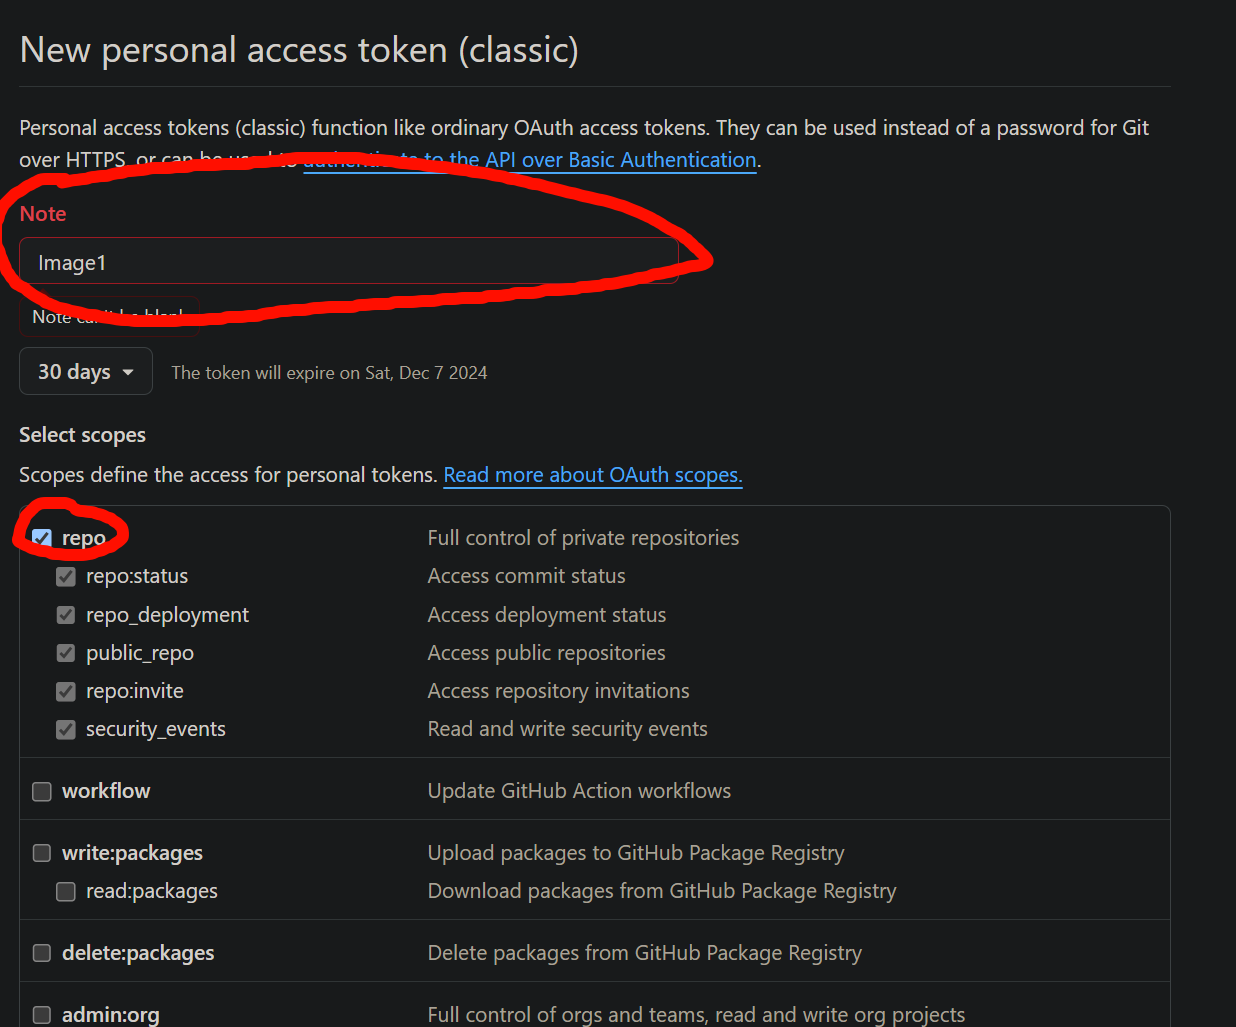 New personal access token (classic)
Personal access tokens (classic) function like ordinary OAuth access tokens. They can be used instead of a password for Git
over HTTPS, or can be used to authenticate to the API over Basic Authentication.
Note
Image1
Note can't be blank
30 days The token will expire on Sat, Dec 7 2024
Select scopes
Scopes define the access for personal tokens. Read more about OAuth scopes.
repo Full control of private repositories
repo:status Access commit status
repo_deployment Access deployment status
public_repo Access public repositories
repo:invite Access repository invitations
security_events Read and write security events
workflow Update GitHub Action workflows
write:packages Upload packages to GitHub Package Registry
read:packages Download packages from GitHub Package Registry
delete:packages Delete packages from GitHub Package Registry
admin:org Full control of orgs and teams, read and write org projects